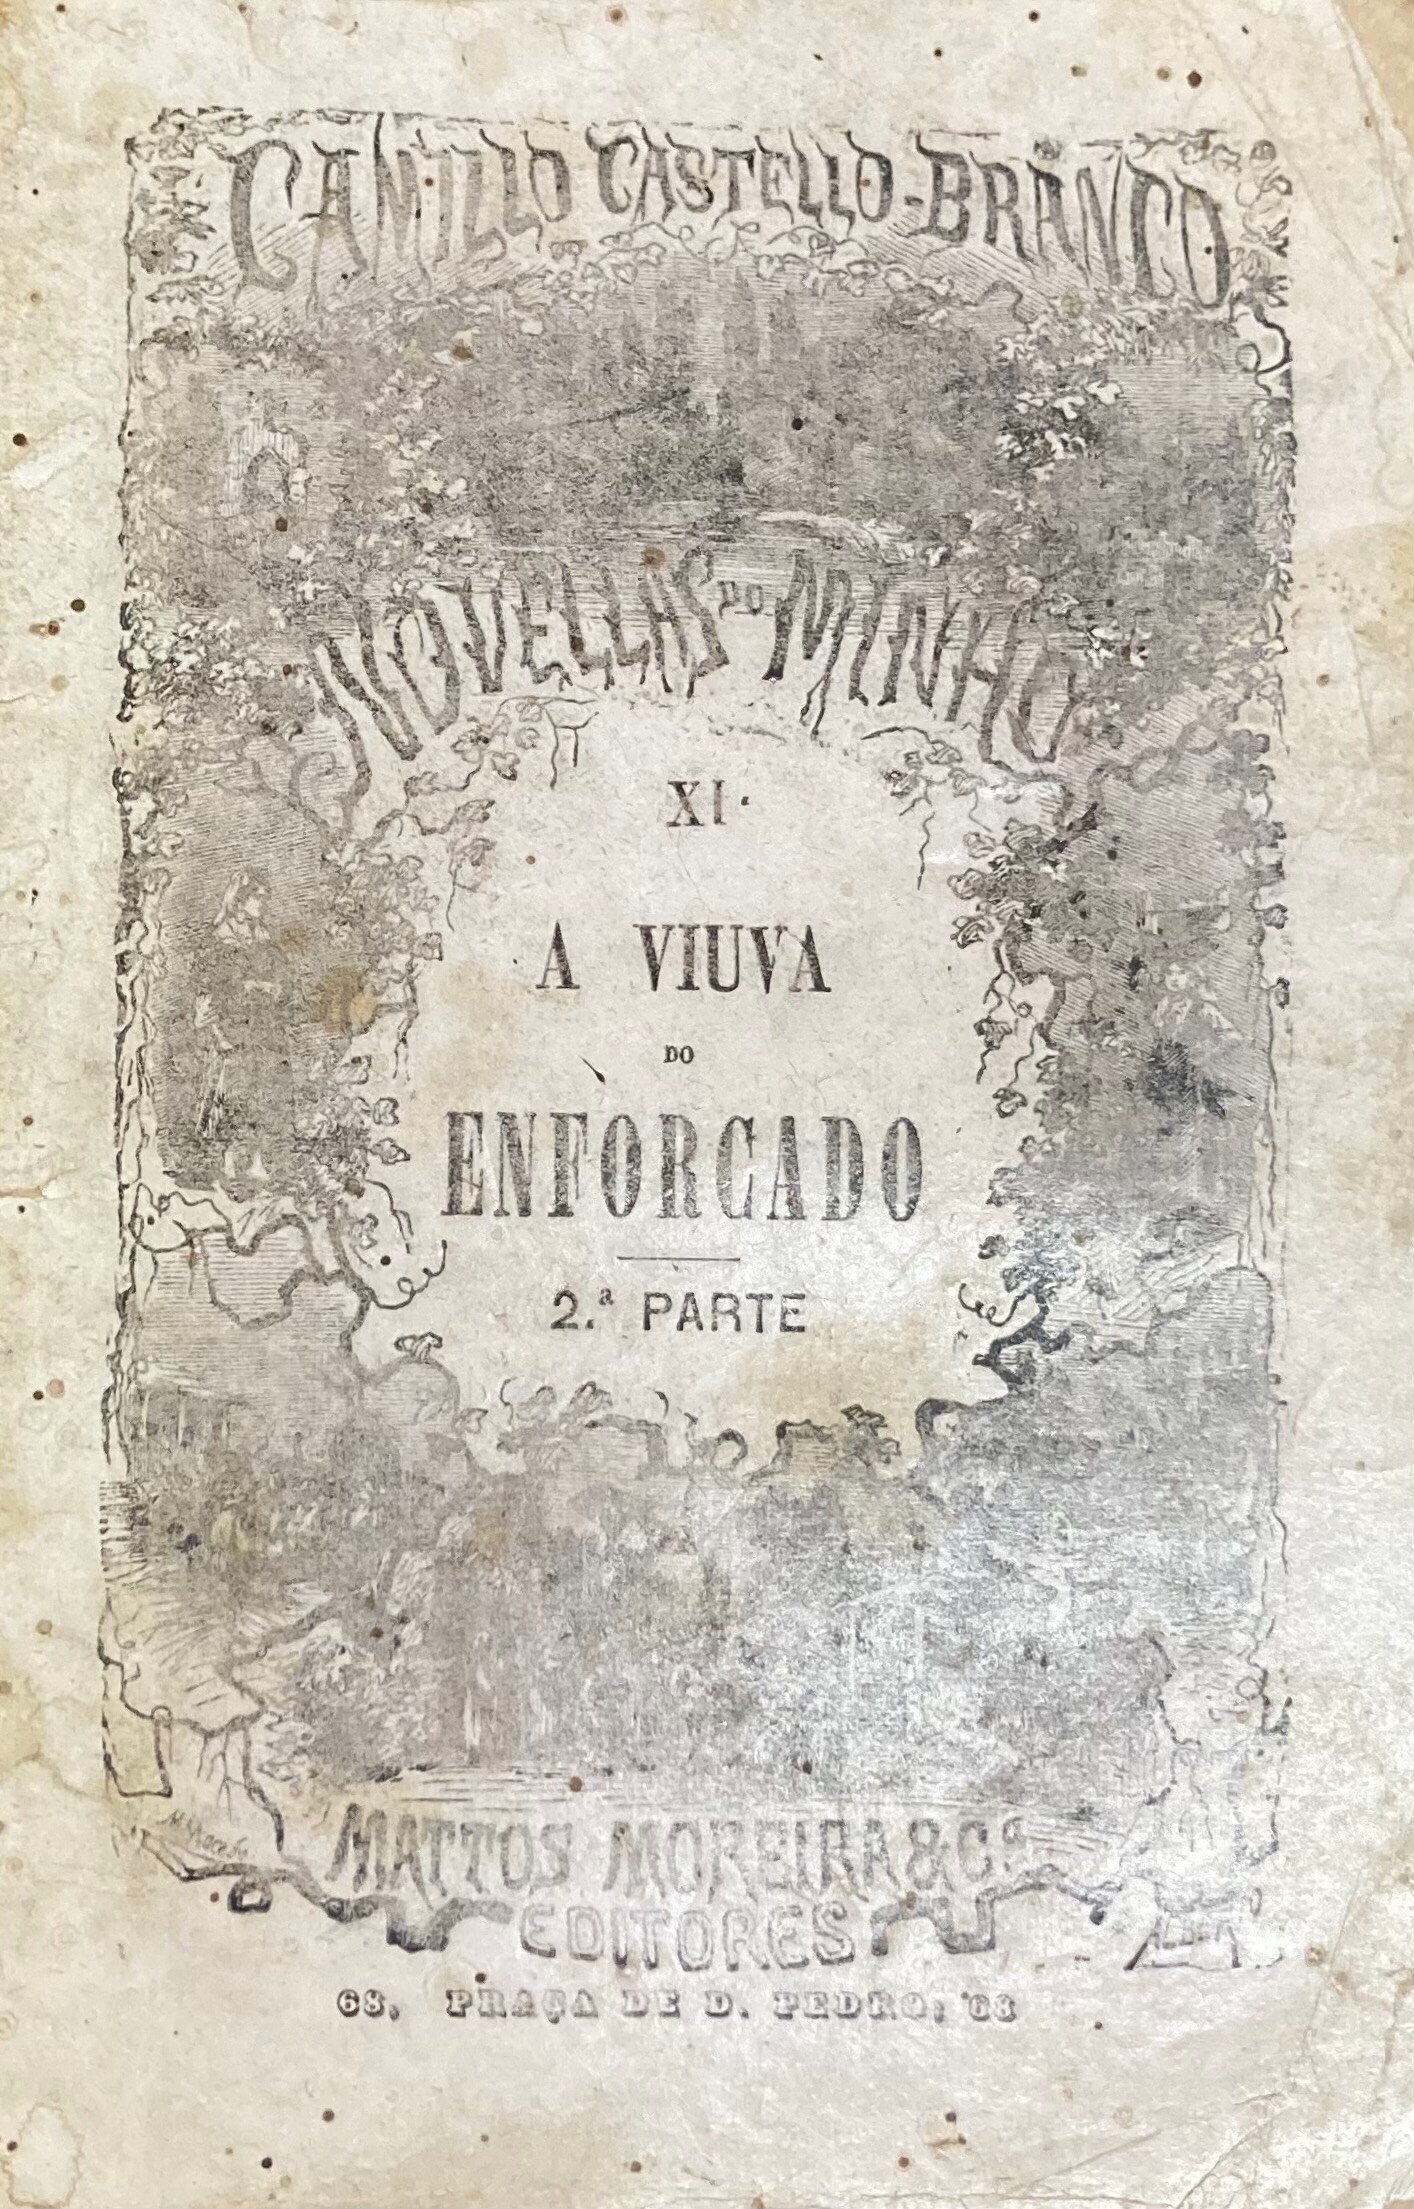 CAMILLO CASTELLO-BRANCO
NOVELLAS DO MINHO
XI
A VIUVA
DO
ENFORCADO
2.ª PARTE
MATTOS MOREIRA & C.ª
EDITORES
68, PRAÇA DE D. PEDRO, 68